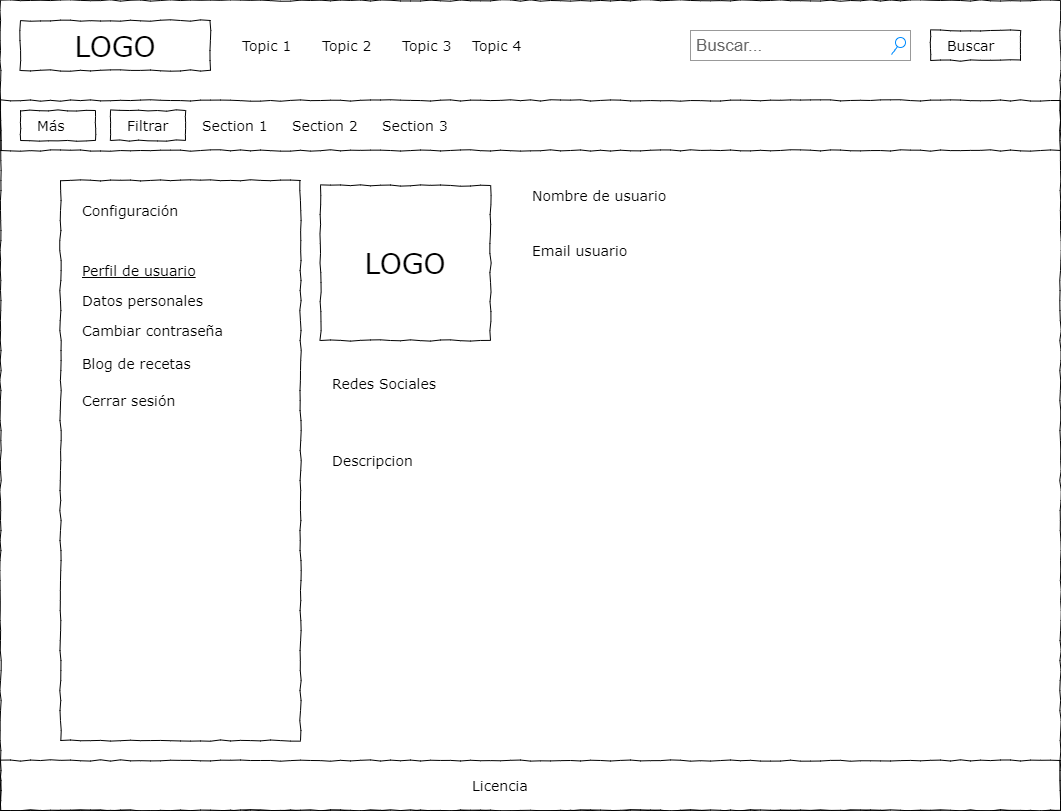 LOGO
Topic 1
Topic 2
Topic 3
Topic 4
Buscar...
Buscar
Más
Filtrar
Section 1
Section 2
Section 3
Configuración
Perfil de usuario
Datos personales
Cambiar contraseña
Blog de recetas
Cerrar sesión
LOGO
Nombre de usuario
Email usuario
Redes Sociales
Descripcion
Licencia